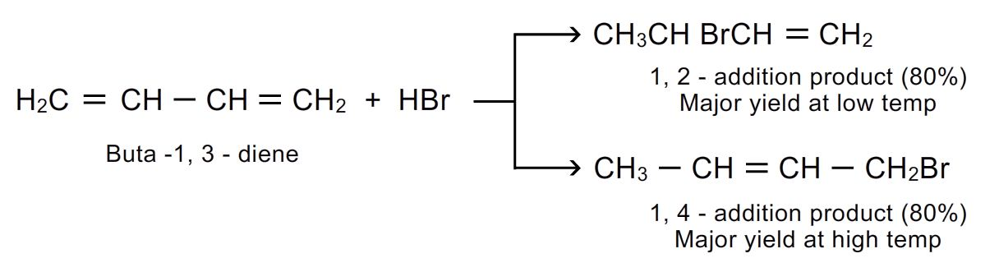 H₂C = CH — CH = CH₂ + HBr
Buta -1, 3 - diene
CH₃CH BrCH = CH₂
1, 2 - addition product (80%)
Major yield at low temp
CH₃ — CH = CH — CH₂Br
1, 4 - addition product (80%)
Major yield at high temp